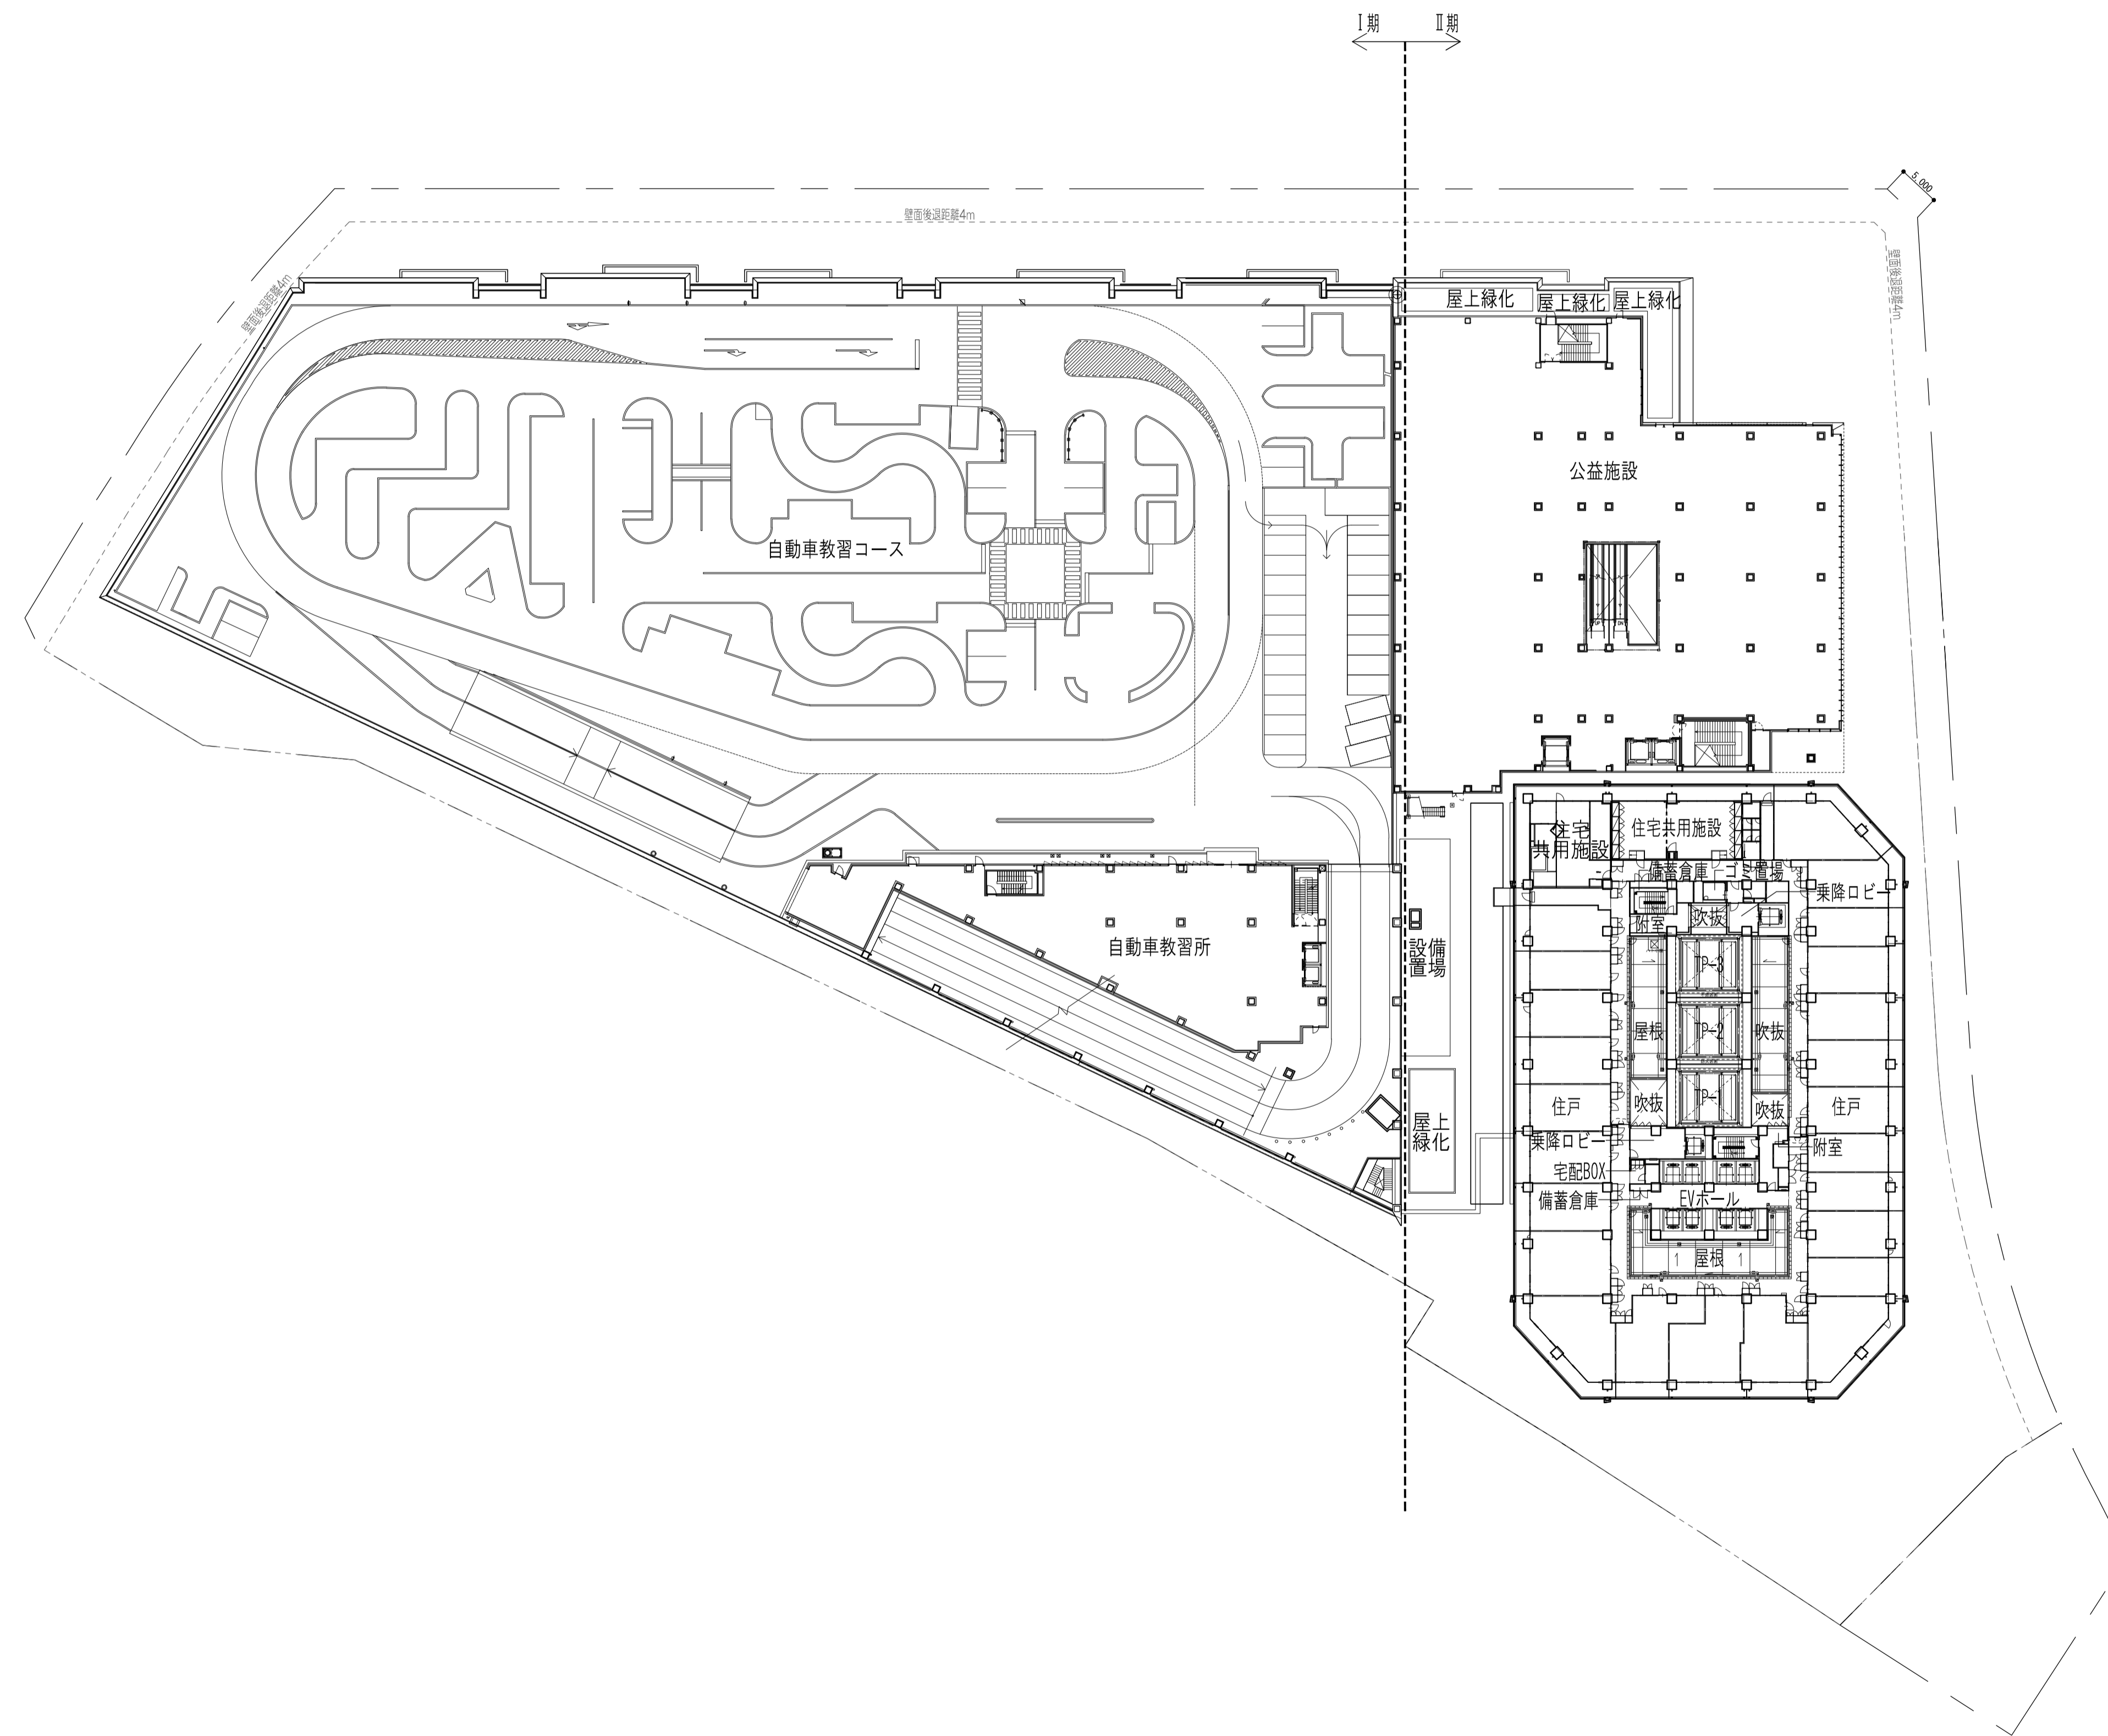 Ⅰ期
Ⅱ期
5,000
壁面後退距離4m
壁面後退距離4m
壁面後退距離4m
屋上緑化
屋上緑化
屋上緑化
公益施設
自動車教習コース
UP
DN
住宅
共用施設
住宅共用施設
備蓄倉庫
ゴミ置場
乗降ロビー
附室
吹抜
自動車教習所
設備
置場
TP-3
屋根
TP-2
吹抜
TP-1
吹抜
吹抜
住戸
住戸
屋上
緑化
乗降ロビー
附室
宅配BOX
備蓄倉庫
EVホール
屋根